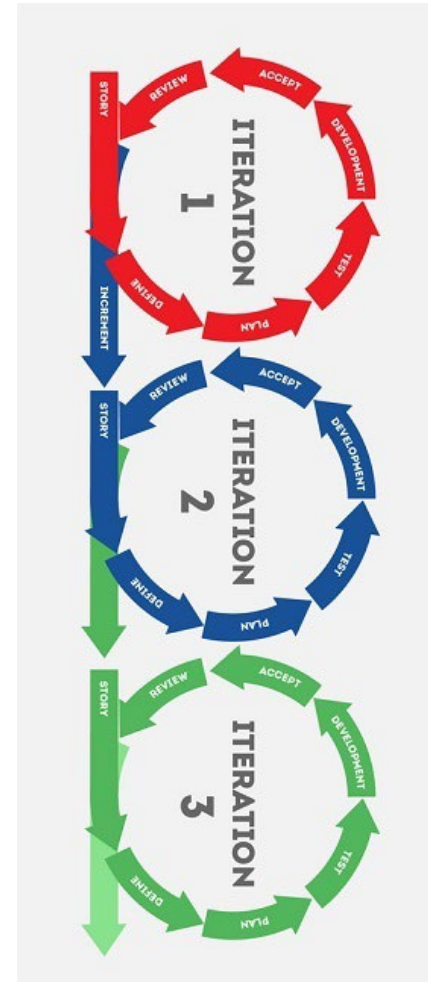 STORY
DEFINE
PLAN
TEST
DEVELOPMENT
ACCEPT
REVIEW
ITERATION
1
INCREMENT
STORY
DEFINE
PLAN
TEST
DEVELOPMENT
ACCEPT
REVIEW
ITERATION
2
STORY
DEFINE
PLAN
TEST
DEVELOPMENT
ACCEPT
REVIEW
ITERATION
3